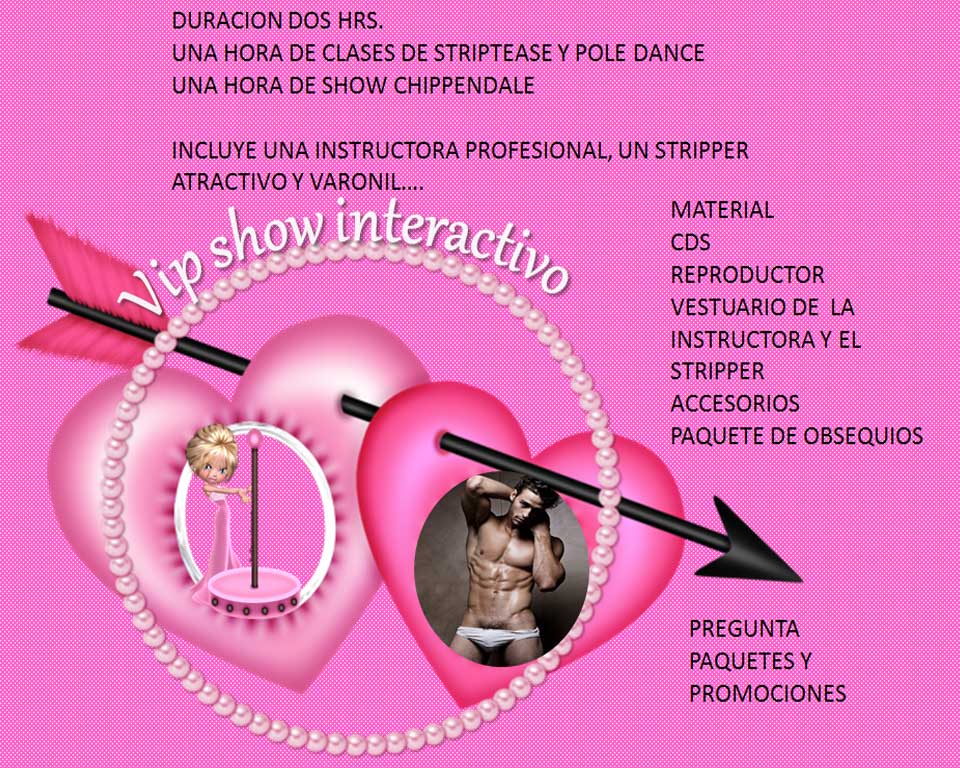 DURACION DOS HRS.
UNA HORA DE CLASES DE STRIPTEASE Y POLE DANCE
UNA HORA DE SHOW CHIPPENDALE
INCLUYE UNA INSTRUCTORA PROFESIONAL, UN STRIPPER
ATRACTIVO Y VARONIL....
Vip show interactivo
MATERIAL
CDS
REPRODUCTOR
VESTUARIO DE LA
INSTRUCTORA Y EL
STRIPPER
ACCESORIOS
PAQUETE DE OBSEQUIOS
PREGUNTA
PAQUETES Y
PROMOCIONES